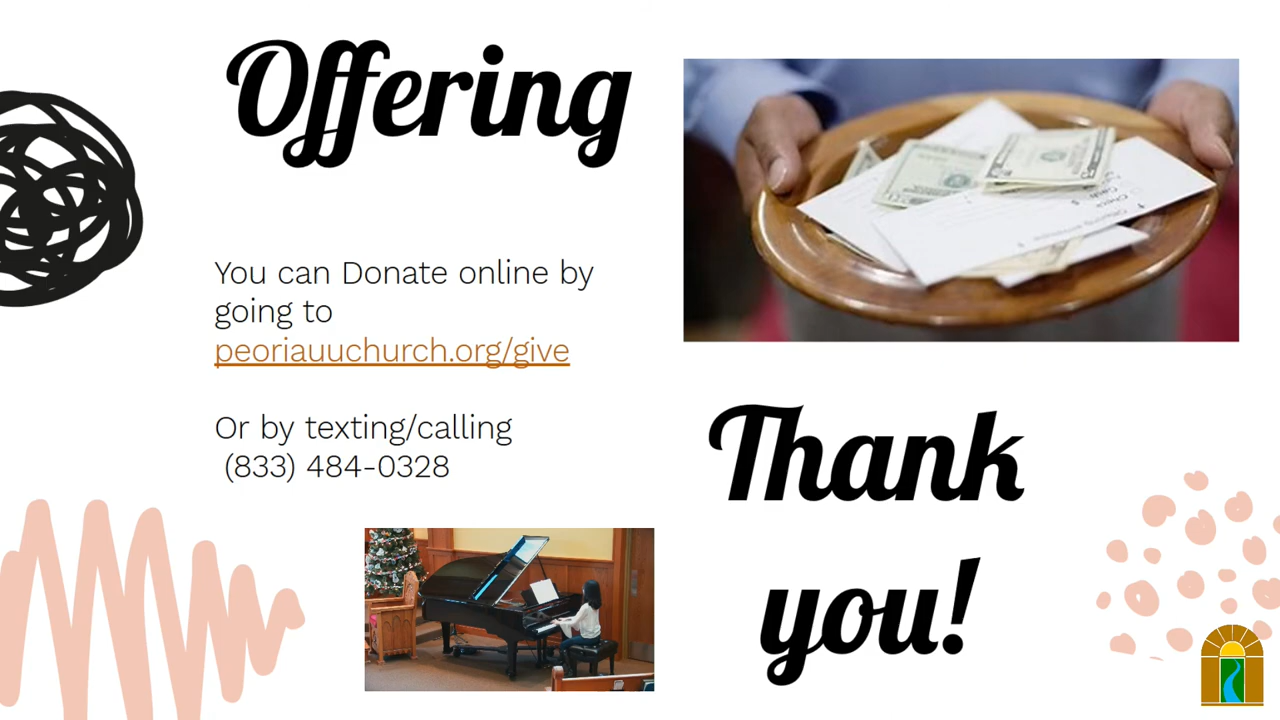 Offering
You can Donate online by
going to
peoriauuchurch.org/give
Or by texting/calling
(833) 484-0328
Thank
you!